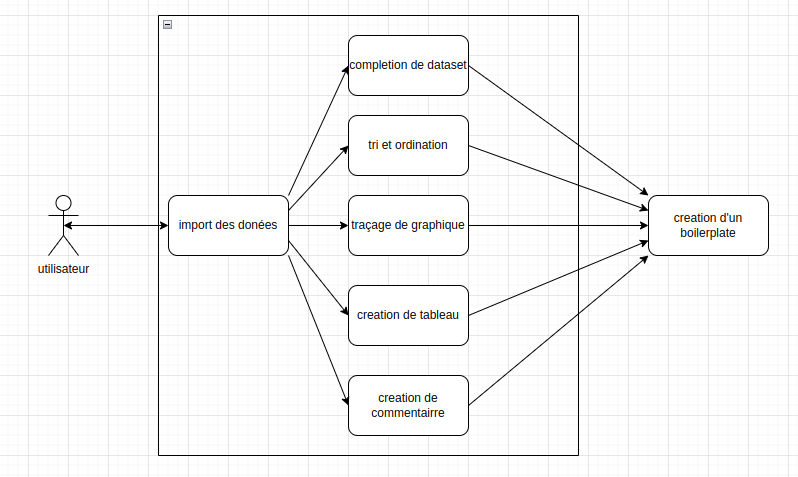 completion de dataset
tri et ordination
import des donées
traçage de graphique
creation d'un
boilerplate
utilisateur
creation de tableau
creation de
commentairre